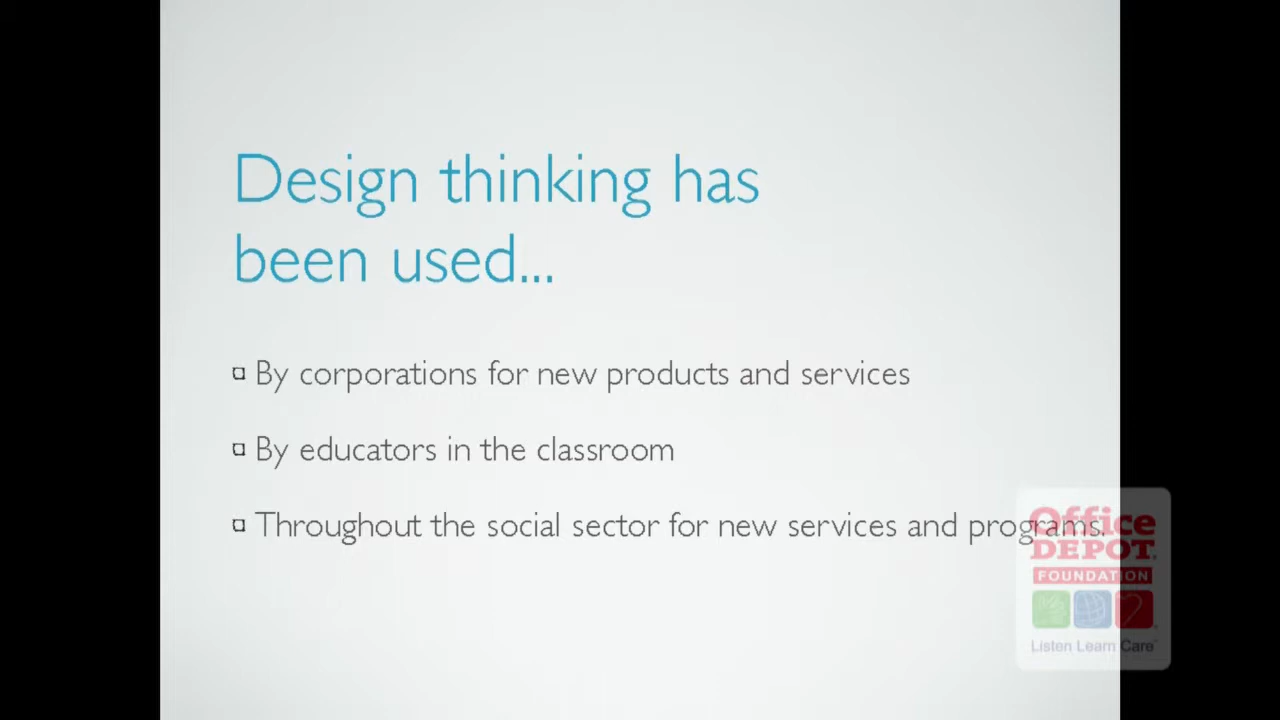 Design thinking has
been used...
By corporations for new products and services
By educators in the classroom
Throughout the social sector for new services and programs.
Office
DEPOT
FOUNDATION
Listen Learn Care